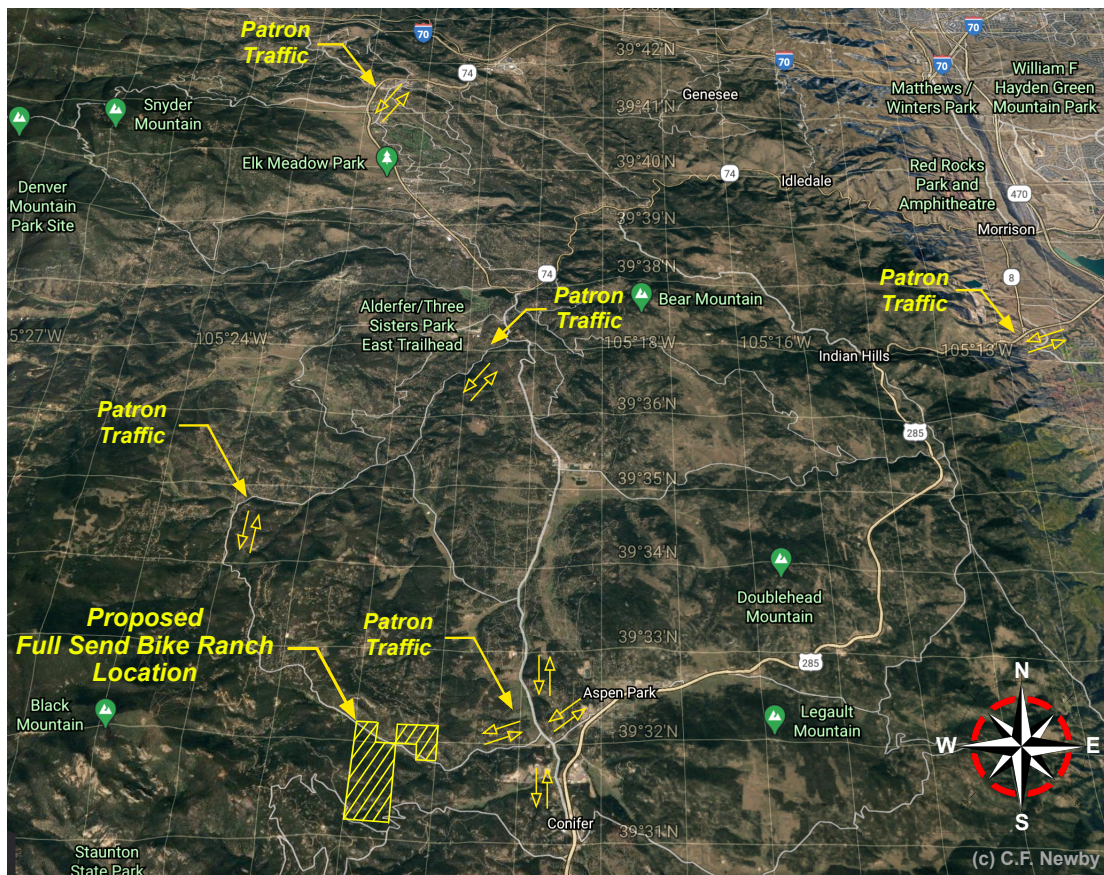 39°43'N
Patron
Traffic
70
74
39°42'N
70
70
70
William F
Hayden Green
Mountain Park
Matthews /
Winters Park
Genesee
39°41'N
Snyder
Mountain
Elk Meadow Park
39°40'N
74
Idledale
Red Rocks
Park and
Amphitheatre
470
Denver
Mountain
Park Site
39°39'N
Morrison
39°38'N
74
8
Patron
Traffic
Patron
Traffic
Bear Mountain
Alderfer/Three
Sisters Park
East Trailhead
5°27'W
105°24'W
105°18'W
105°16'W
105°13'W
Indian Hills
39°36'N
Patron
Traffic
285
39°35'N
39°34'N
Doublehead
Mountain
Proposed
Full Send Bike Ranch
Location
Patron
Traffic
39°33'N
285
Aspen Park
N
Black
Mountain
Legault
Mountain
39°32'N
W
E
S
Conifer
39°31'N
Staunton
State Park
(c) C.F. Newby